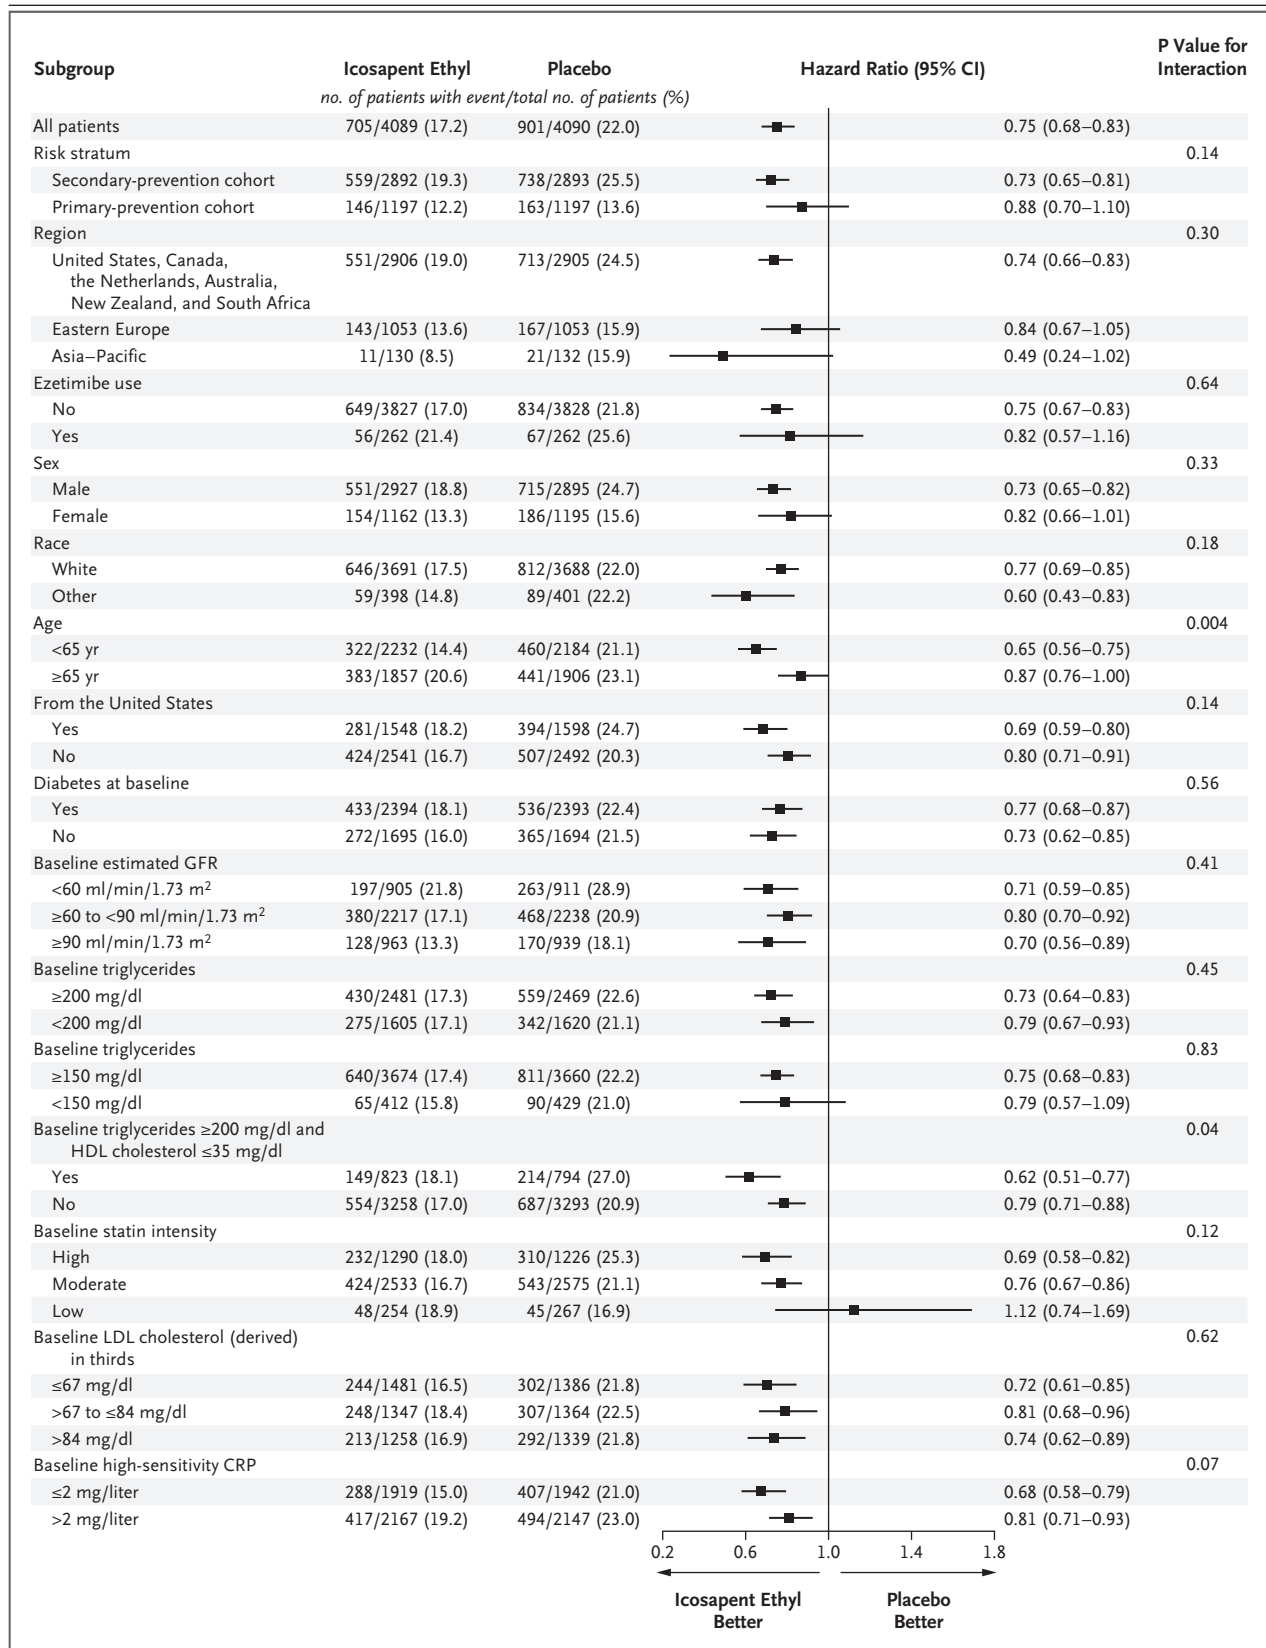 Subgroup Icosapent Ethyl Placebo Hazard Ratio (95% CI) P Value for Interaction
no. of patients with event/total no. of patients (%)
All patients 705/4089 (17.2) 901/4090 (22.0) 0.75 (0.68–0.83)
Risk stratum 0.14
Secondary-prevention cohort 559/2892 (19.3) 738/2893 (25.5) 0.73 (0.65–0.81)
Primary-prevention cohort 146/1197 (12.2) 163/1197 (13.6) 0.88 (0.70–1.10)
Region 0.30
United States, Canada, 551/2906 (19.0) 713/2905 (24.5) 0.74 (0.66–0.83)
the Netherlands, Australia,
New Zealand, and South Africa
Eastern Europe 143/1053 (13.6) 167/1053 (15.9) 0.84 (0.67–1.05)
Asia–Pacific 11/130 (8.5) 21/132 (15.9) 0.49 (0.24–1.02)
Ezetimibe use 0.64
No 649/3827 (17.0) 834/3828 (21.8) 0.75 (0.67–0.83)
Yes 56/262 (21.4) 67/262 (25.6) 0.82 (0.57–1.16)
Sex 0.33
Male 551/2927 (18.8) 715/2895 (24.7) 0.73 (0.65–0.82)
Female 154/1162 (13.3) 186/1195 (15.6) 0.82 (0.66–1.01)
Race 0.18
White 646/3691 (17.5) 812/3688 (22.0) 0.77 (0.69–0.85)
Other 59/398 (14.8) 89/401 (22.2) 0.60 (0.43–0.83)
Age 0.004
<65 yr 322/2232 (14.4) 460/2184 (21.1) 0.65 (0.56–0.75)
≥65 yr 383/1857 (20.6) 441/1906 (23.1) 0.87 (0.76–1.00)
From the United States 0.14
Yes 281/1548 (18.2) 394/1598 (24.7) 0.69 (0.59–0.80)
No 424/2541 (16.7) 507/2492 (20.3) 0.80 (0.71–0.91)
Diabetes at baseline 0.56
Yes 433/2394 (18.1) 536/2393 (22.4) 0.77 (0.68–0.87)
No 272/1695 (16.0) 365/1694 (21.5) 0.73 (0.62–0.85)
Baseline estimated GFR 0.41
<60 ml/min/1.73 m² 197/905 (21.8) 263/911 (28.9) 0.71 (0.59–0.85)
≥60 to <90 ml/min/1.73 m² 380/2217 (17.1) 468/2238 (20.9) 0.80 (0.70–0.92)
≥90 ml/min/1.73 m² 128/963 (13.3) 170/939 (18.1) 0.70 (0.56–0.89)
Baseline triglycerides 0.45
≥200 mg/dl 430/2481 (17.3) 559/2469 (22.6) 0.73 (0.64–0.83)
<200 mg/dl 275/1605 (17.1) 342/1620 (21.1) 0.79 (0.67–0.93)
Baseline triglycerides 0.83
≥150 mg/dl 640/3674 (17.4) 811/3660 (22.2) 0.75 (0.68–0.83)
<150 mg/dl 65/412 (15.8) 90/429 (21.0) 0.79 (0.57–1.09)
Baseline triglycerides ≥200 mg/dl and 0.04
HDL cholesterol ≤35 mg/dl
Yes 149/823 (18.1) 214/794 (27.0) 0.62 (0.51–0.77)
No 554/3258 (17.0) 687/3293 (20.9) 0.79 (0.71–0.88)
Baseline statin intensity 0.12
High 232/1290 (18.0) 310/1226 (25.3) 0.69 (0.58–0.82)
Moderate 424/2533 (16.7) 543/2575 (21.1) 0.76 (0.67–0.86)
Low 48/254 (18.9) 45/267 (16.9) 1.12 (0.74–1.69)
Baseline LDL cholesterol (derived) 0.62
in thirds
≤67 mg/dl 244/1481 (16.5) 302/1386 (21.8) 0.72 (0.61–0.85)
>67 to ≤84 mg/dl 248/1347 (18.4) 307/1364 (22.5) 0.81 (0.68–0.96)
>84 mg/dl 213/1258 (16.9) 292/1339 (21.8) 0.74 (0.62–0.89)
Baseline high-sensitivity CRP 0.07
≤2 mg/liter 288/1919 (15.0) 407/1942 (21.0) 0.68 (0.58–0.79)
>2 mg/liter 417/2167 (19.2) 494/2147 (23.0) 0.81 (0.71–0.93)
0.2 0.6 1.0 1.4 1.8
Icosapent Ethyl Placebo
Better Better